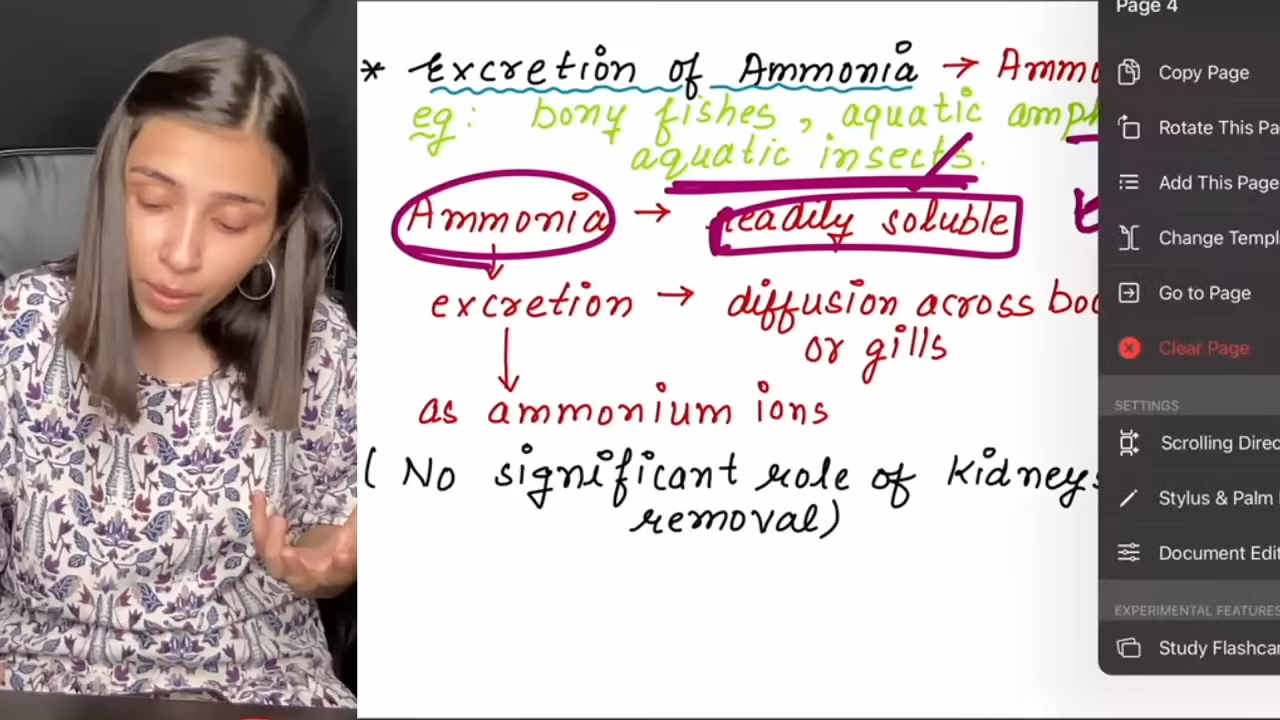 * Excretion of Ammonia → Ammo
eg: bony fishes, aquatic amph
aquatic insects.
Ammonia → readily soluble
excretion → diffusion across bod
or gills
as ammonium ions
( No significant role of kidneys
removal)
Page 4
Copy Page
Rotate This Pa
Add This Page
Change Templ
Go to Page
Clear Page
SETTINGS
Scrolling Direc
Stylus & Palm
Document Edit
EXPERIMENTAL FEATURES
Study Flashcar